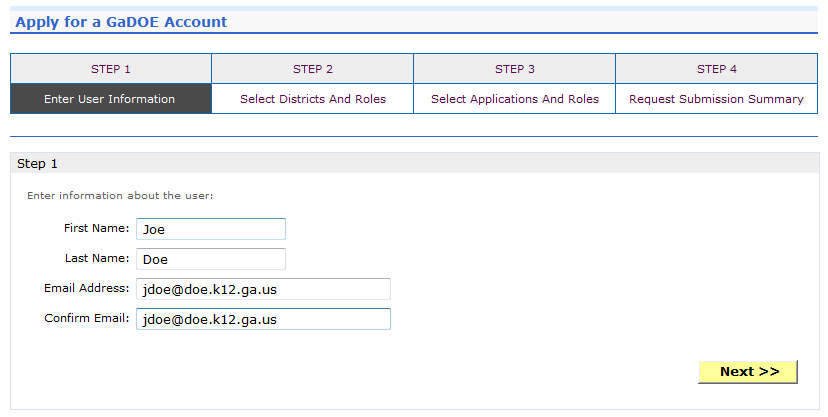 Apply for a GaDOE Account
STEP 1 STEP 2 STEP 3 STEP 4
Enter User Information Select Districts And Roles Select Applications And Roles Request Submission Summary
Step 1
Enter information about the user:
First Name: Joe
Last Name: Doe
Email Address: jdoe@doe.k12.ga.us
Confirm Email: jdoe@doe.k12.ga.us
Next >>